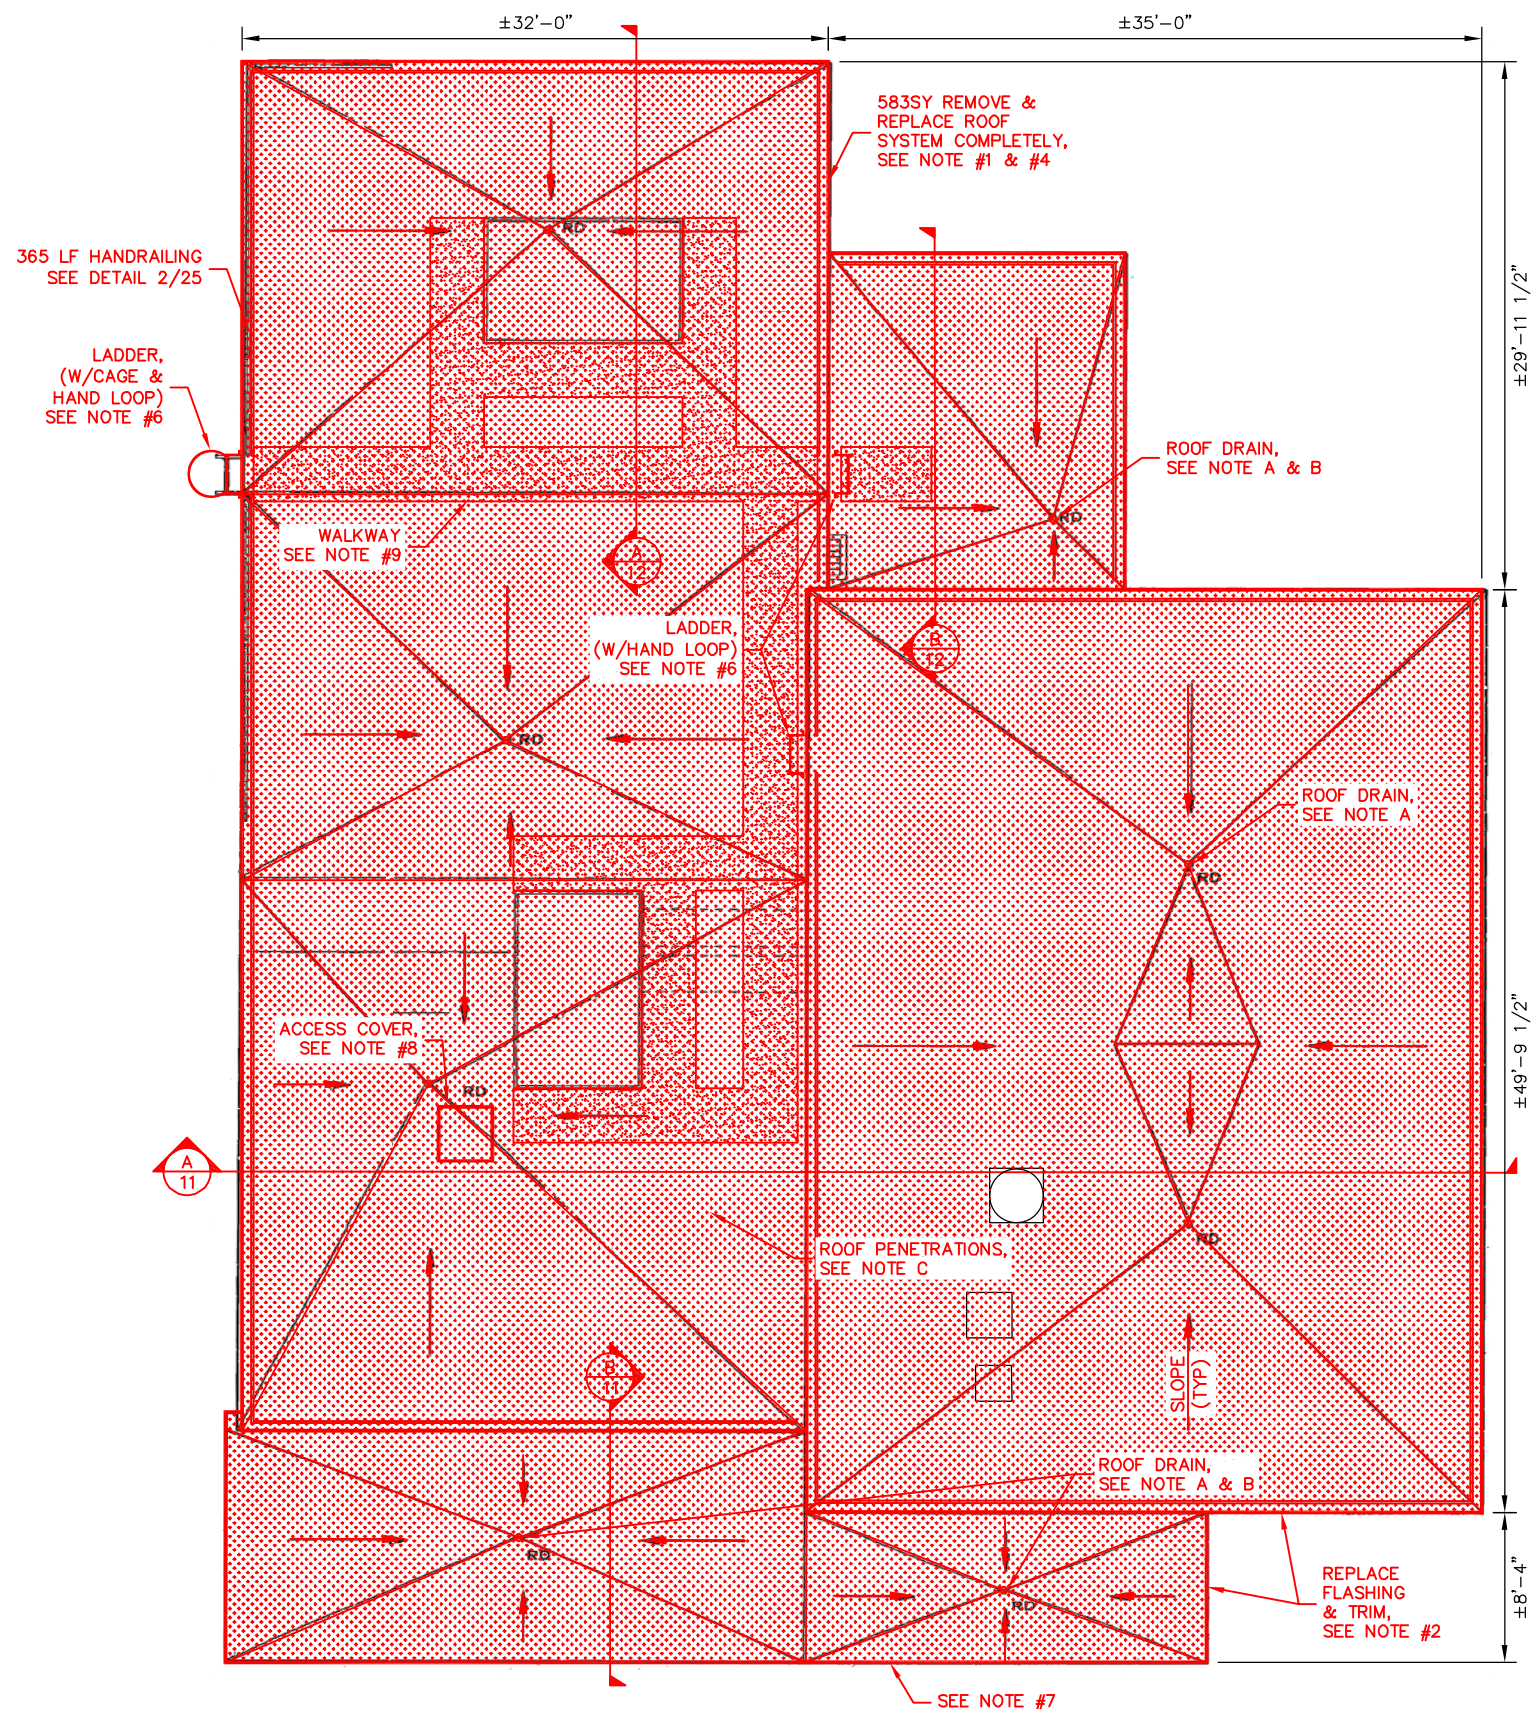 ±32'-0"
±35'-0"
583SY REMOVE &
REPLACE ROOF
SYSTEM COMPLETELY,
SEE NOTE #1 & #4
RD
365 LF HANDRAILING
SEE DETAIL 2/25
±29'-11 1/2"
LADDER,
(W/CAGE &
HAND LOOP)
SEE NOTE #6
ROOF DRAIN,
SEE NOTE A & B
RD
WALKWAY
SEE NOTE #9
A
12
LADDER,
(W/HAND LOOP)
SEE NOTE #6
B
12
RD
ROOF DRAIN,
SEE NOTE A
RD
ACCESS COVER,
SEE NOTE #8
RD
±49'-9 1/2"
A
11
ROOF PENETRATIONS,
SEE NOTE C
RD
SLOPE
(TYP)
B
11
ROOF DRAIN,
SEE NOTE A & B
RD
RD
REPLACE
FLASHING
& TRIM,
SEE NOTE #2
±8'-4"
SEE NOTE #7